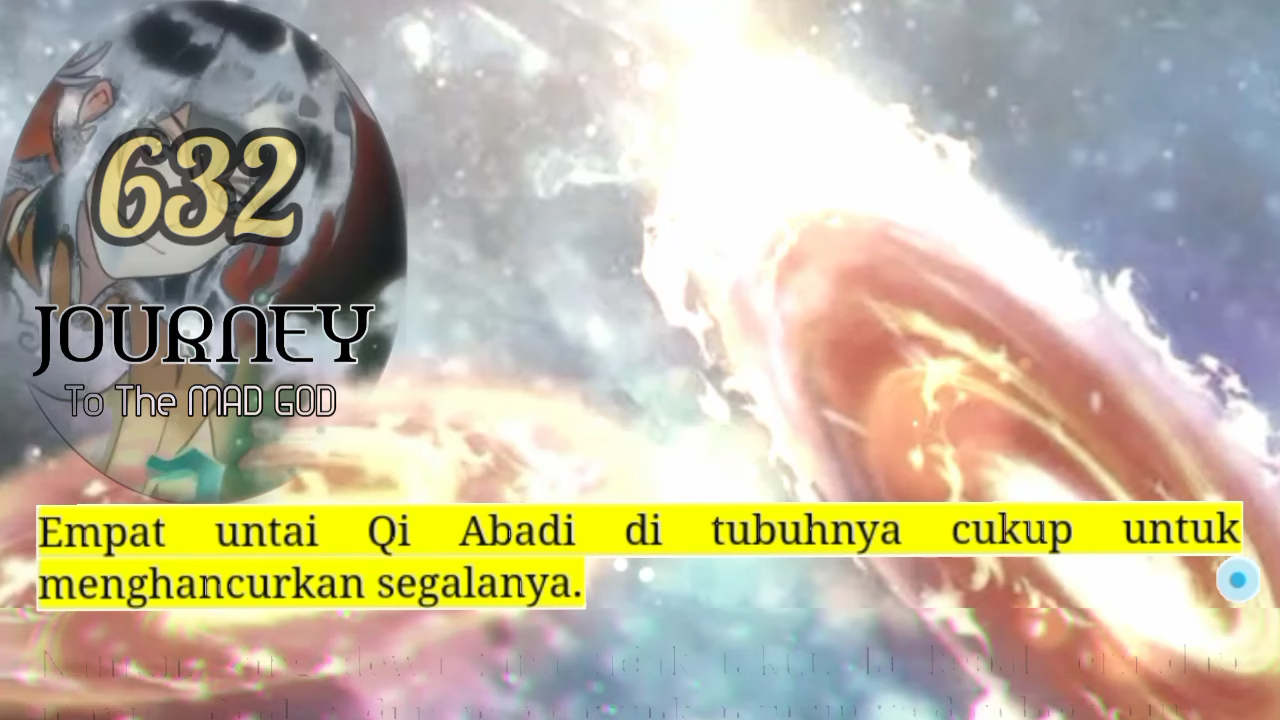 632
JOURNEY
To The MAD GOD
Empat untai Qi Abadi di tubuhnya cukup untuk
menghancurkan segalanya.